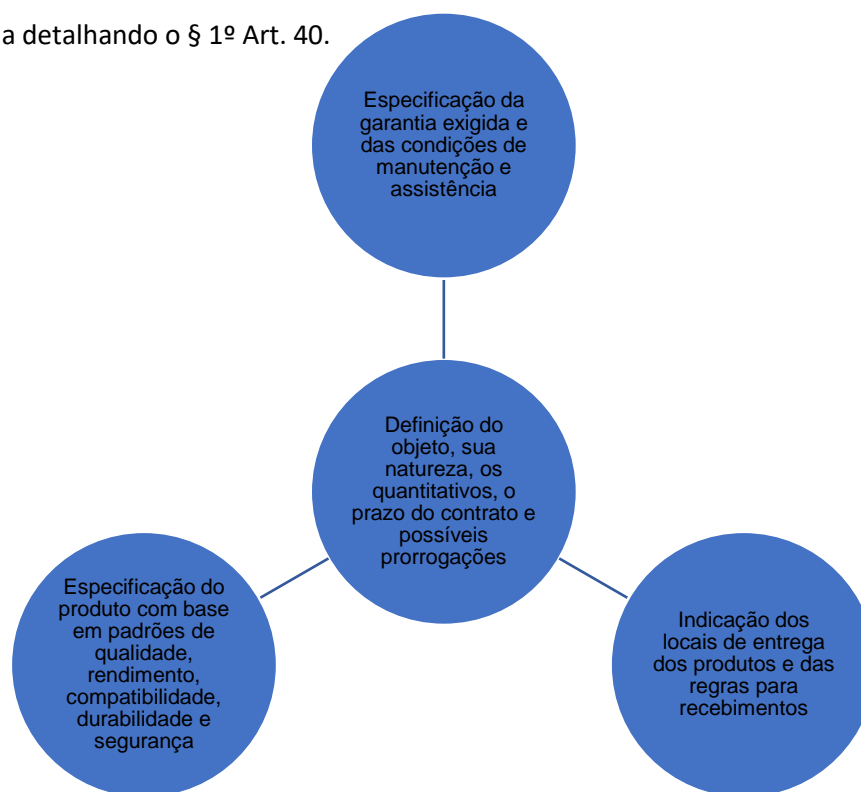 a detalhando o § 1º Art. 40.
Especificação da
garantia exigida e
das condições de
manutenção e
assistência
Definição do
objeto, sua
natureza, os
quantitativos, o
prazo do contrato e
possíveis
prorrogações
Especificação do
produto com base
em padrões de
qualidade,
rendimento,
compatibilidade,
durabilidade e
segurança
Indicação dos
locais de entrega
dos produtos e das
regras para
recebimentos